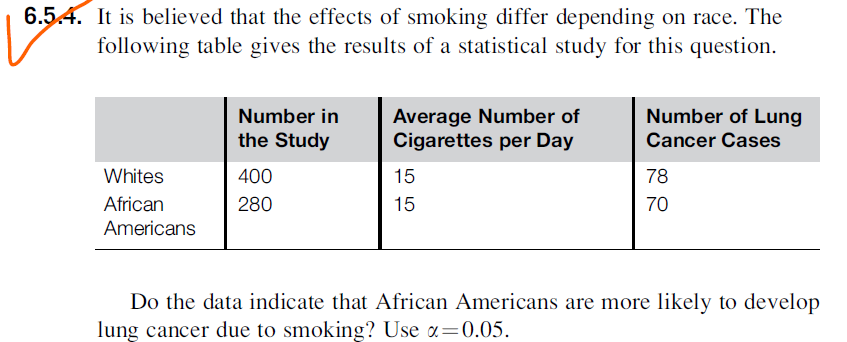 6.5.4. It is believed that the effects of smoking differ depending on race. The
following table gives the results of a statistical study for this question.
Number in the Study Average Number of Cigarettes per Day Number of Lung Cancer Cases
Whites 400 15 78
African Americans 280 15 70
Do the data indicate that African Americans are more likely to develop
lung cancer due to smoking? Use α=0.05.